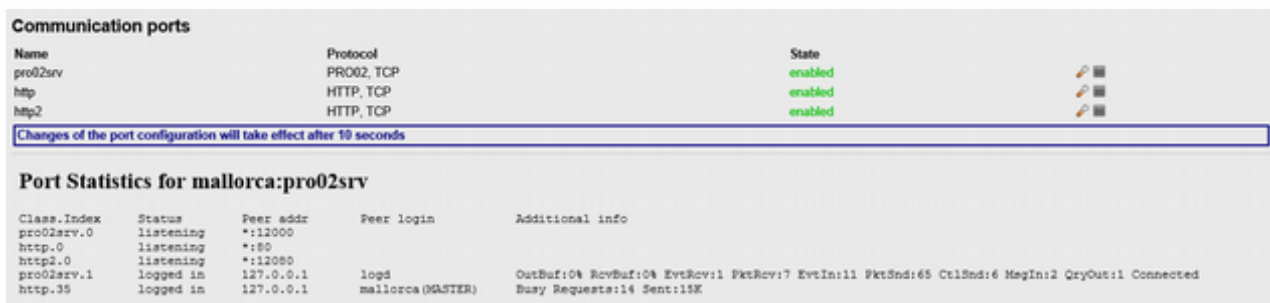 Communication ports
Name Protocol State
pro02srv PRO02, TCP enabled
http HTTP, TCP enabled
http2 HTTP, TCP enabled
Changes of the port configuration will take effect after 10 seconds
Port Statistics for mallorca:pro02srv
Class.Index Status Peer addr Peer login Additional info
pro02srv.0 listening *:12000
http.0 listening *:80
http2.0 listening *:12080
pro02srv.1 logged in 127.0.0.1 logd OutBuf:0% RcvBuf:0% EvtRcv:1 PktRcv:7 EvtIn:11 PktSnd:65 CtlSnd:6 MsgIn:2 QryOut:1 Connected
http.35 logged in 127.0.0.1 mallorca(MASTER) Busy Requests:14 Sent:15K